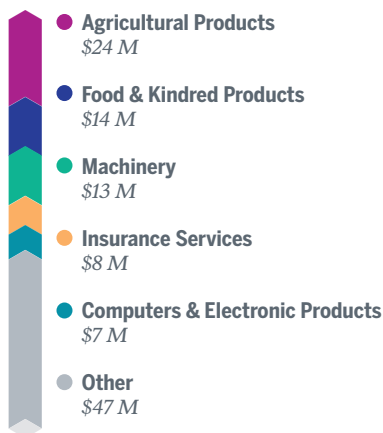 Agricultural Products
$24 M
Food & Kindred Products
$14 M
Machinery
$13 M
Insurance Services
$8 M
Computers & Electronic Products
$7 M
Other
$47 M